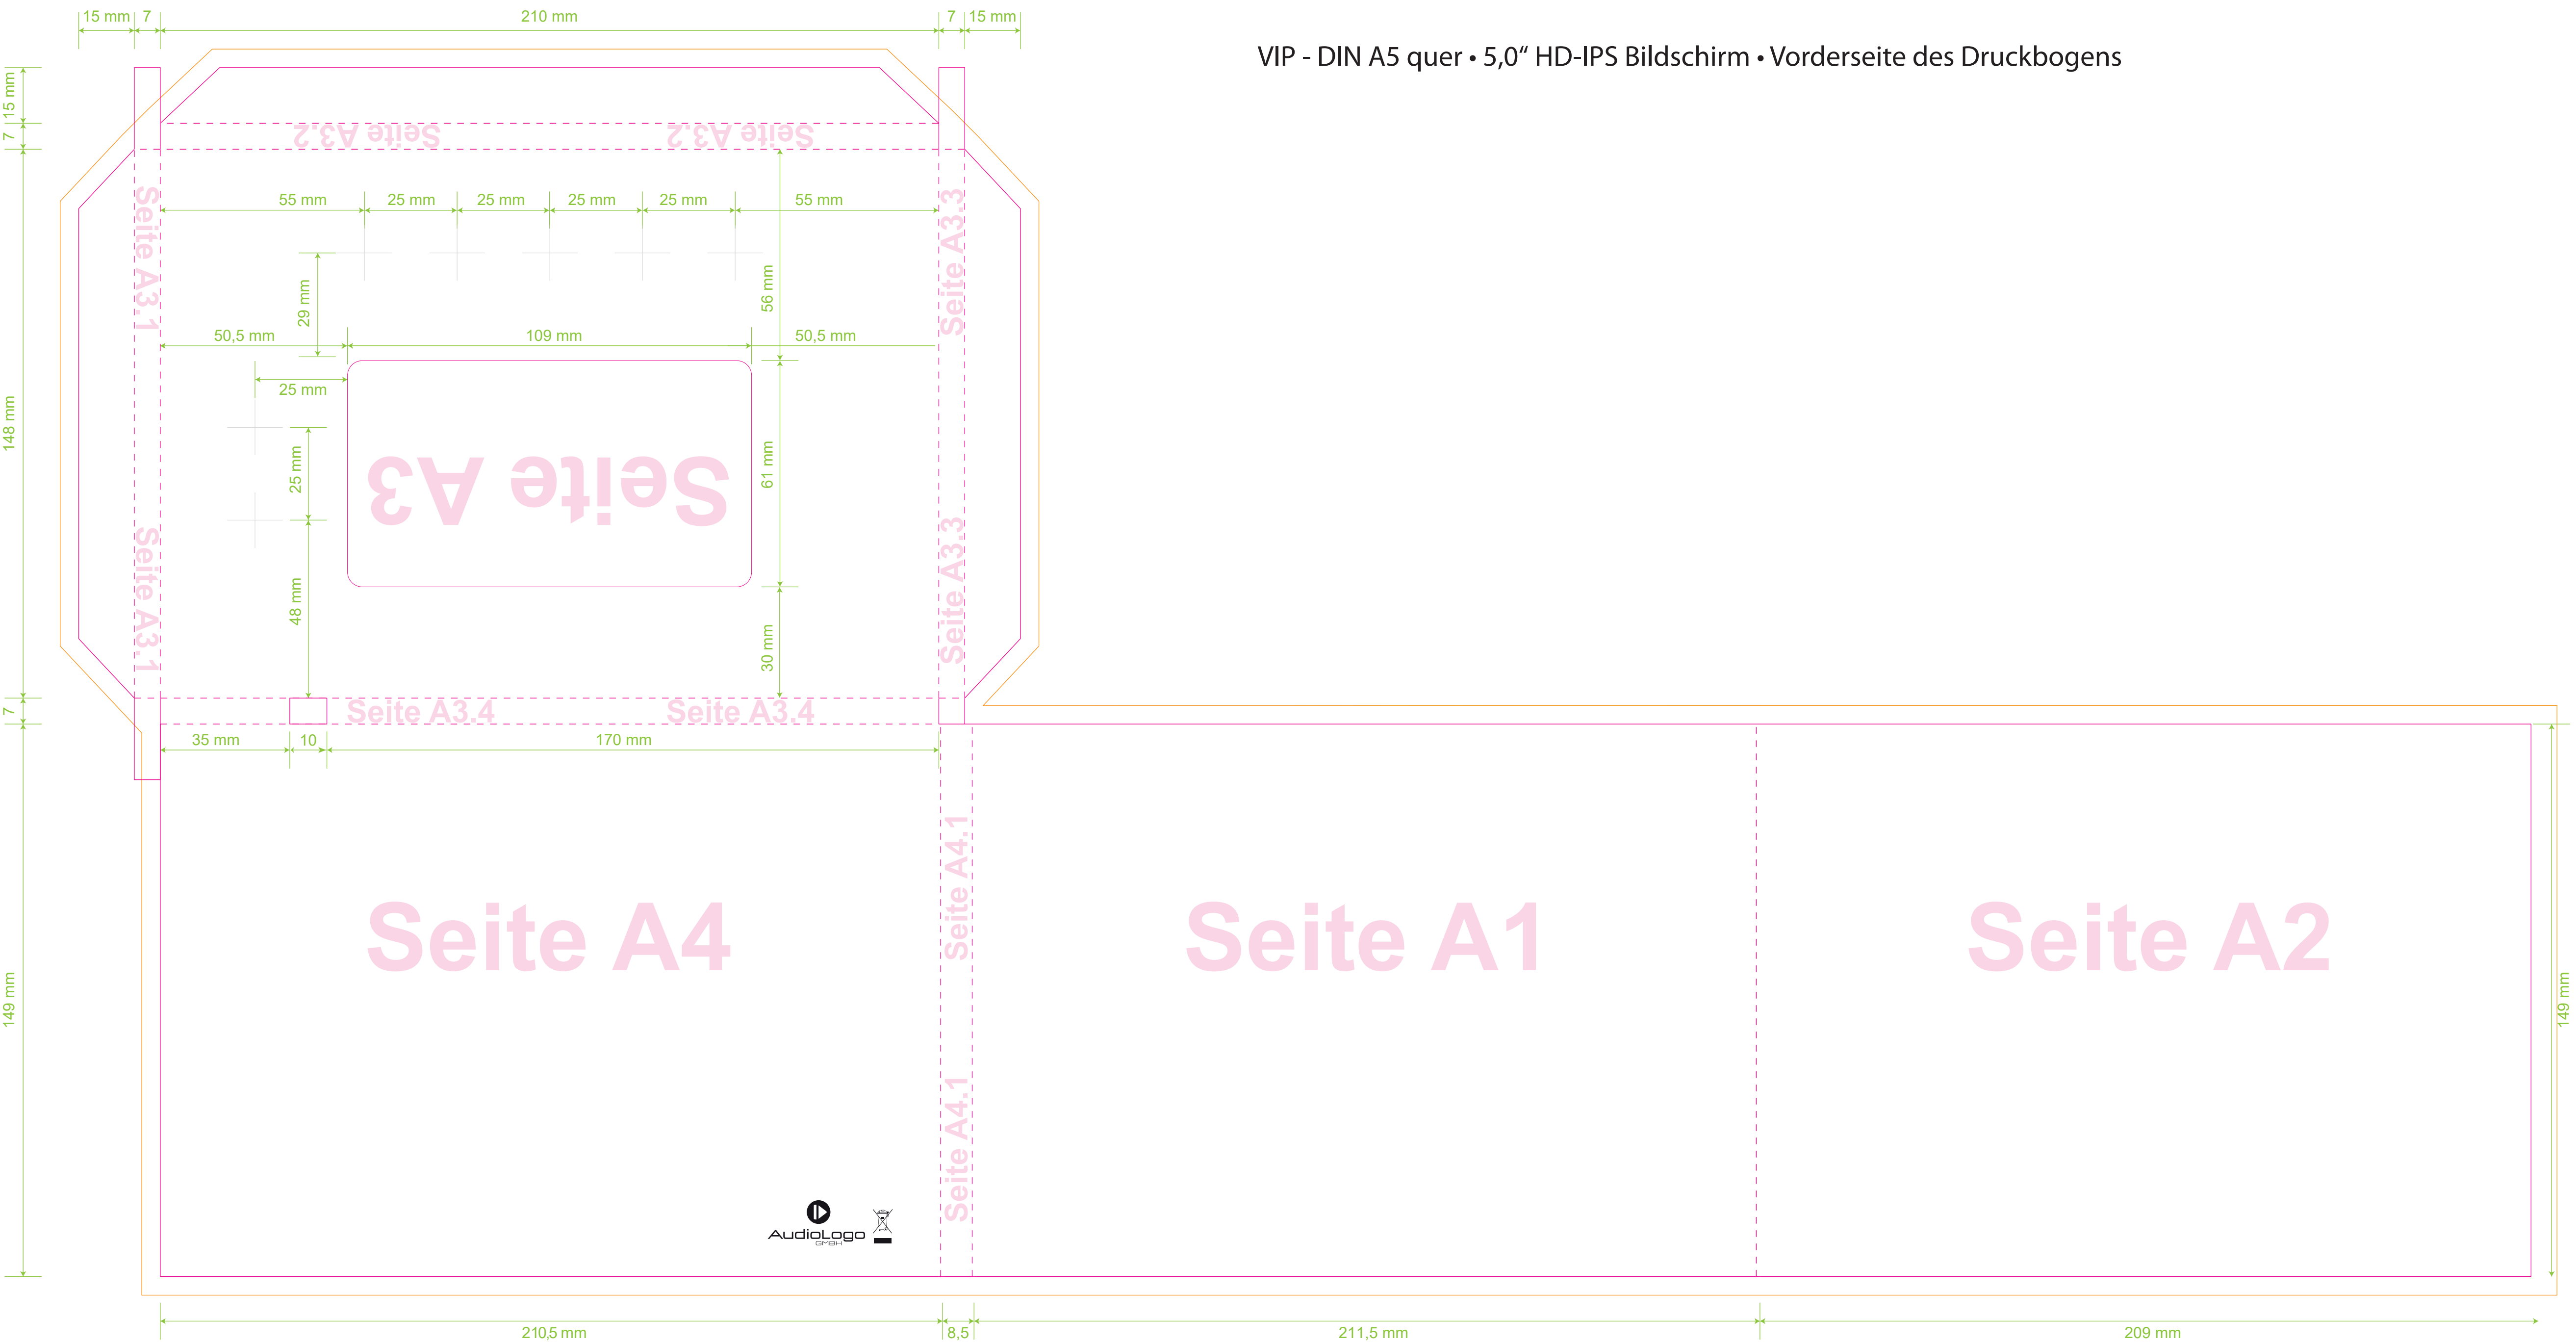 15 mm 7 210 mm 7 15 mm
VIP - DIN A5 quer • 5,0“ HD-IPS Bildschirm • Vorderseite des Druckbogens
15 mm
7
Seite A3.2 Seite A3.2
Seite A3.1
Seite A3.3
55 mm 25 mm 25 mm 25 mm 25 mm 55 mm
29 mm
56 mm
50,5 mm 109 mm 50,5 mm
25 mm
148 mm
25 mm
Seite A3
61 mm
Seite A3.1
Seite A3.3
48 mm
30 mm
7
Seite A3.4 Seite A3.4
35 mm 10 170 mm
Seite A4.1
Seite A4 Seite A1 Seite A2
149 mm
149 mm
Seite A4.1
AudioLogo
GMBH
210,5 mm 8,5 211,5 mm 209 mm